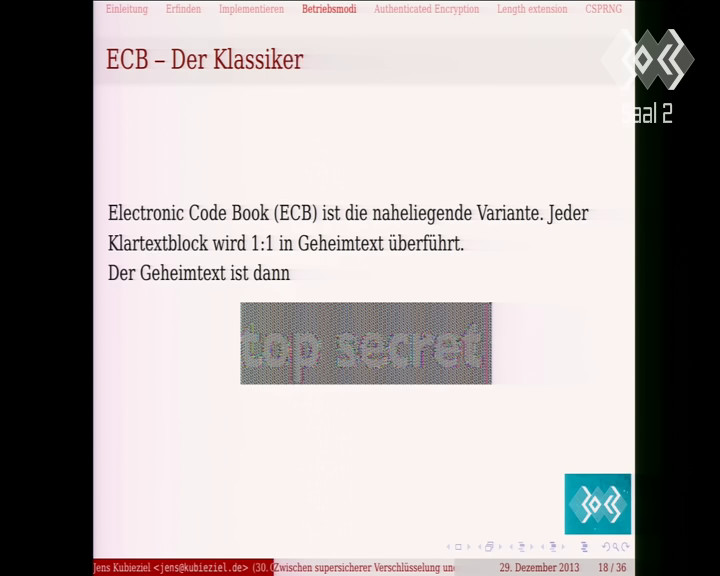 Einleitung Erfinden Implementieren Betriebsmodi Authenticated Encryption Length extension CSPRNG
ECB – Der Klassiker
Saal 2
Electronic Code Book (ECB) ist die naheliegende Variante. Jeder
Klartextblock wird 1:1 in Geheimtext überführt.
Der Geheimtext ist dann
top secret
Jens Kubieziel <jens@kubieziel.de> (30.C Zwischen supersicherer Verschlüsselung und 29. Dezember 2013 18 / 36